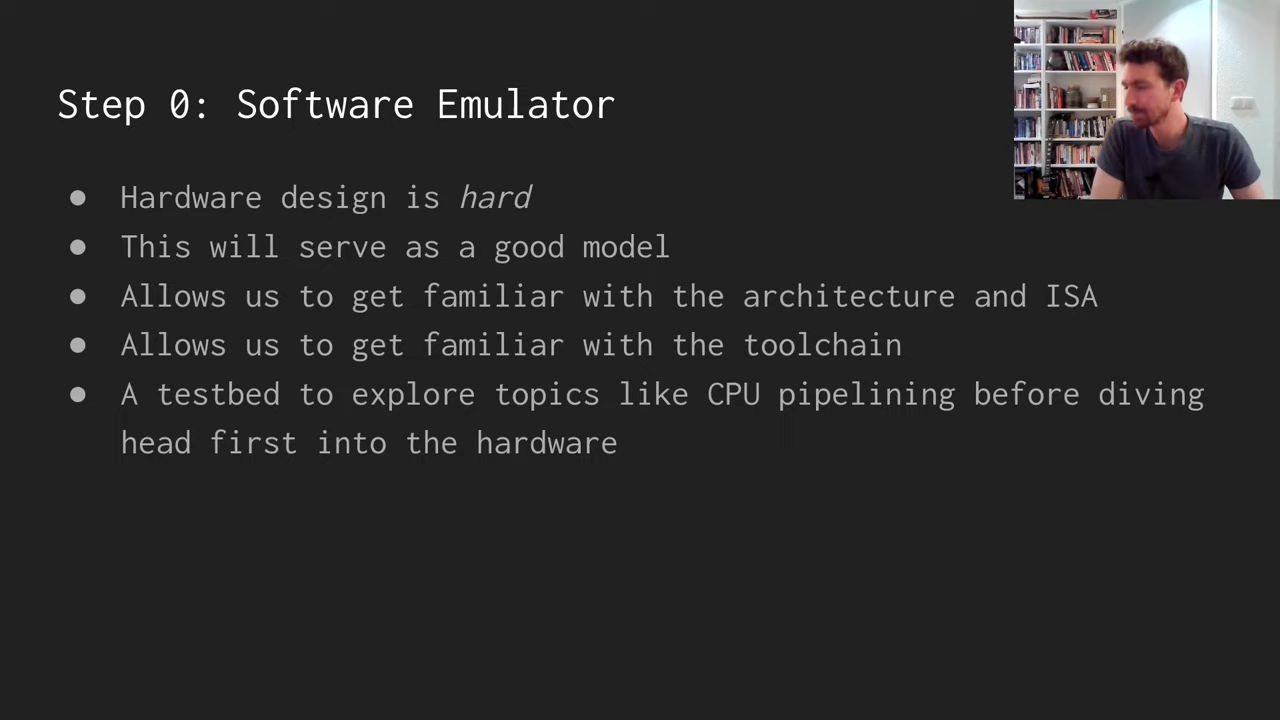 Step 0: Software Emulator
● Hardware design is hard
● This will serve as a good model
● Allows us to get familiar with the architecture and ISA
● Allows us to get familiar with the toolchain
● A testbed to explore topics like CPU pipelining before diving
head first into the hardware